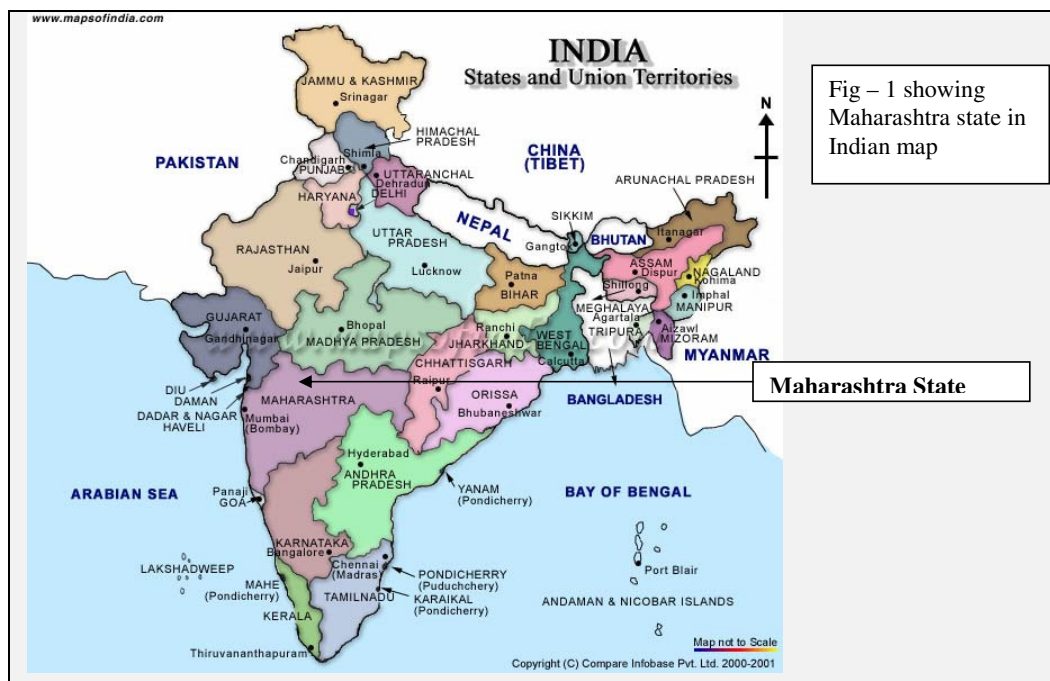 www.mapsofindia.com
INDIA
States and Union Territories
Fig – 1 showing
Maharashtra state in
Indian map
N
JAMMU & KASHMIR
Srinagar
HIMACHAL
PRADESH
Shimla
PAKISTAN
CHINA
(TIBET)
Chandigarh
PUNJAB
UTTARANCHAL
Dehradun
DELHI
HARYANA
ARUNACHAL PRADESH
NEPAL
SIKKIM
Gangtok
BHUTAN
Itanagar
RAJASTHAN
Jaipur
UTTAR
PRADESH
Lucknow
ASSAM
Dispur
NAGALAND
Kohima
Patna
BIHAR
Shillong
MEGHALAYA
Imphal
MANIPUR
Agartala
TRIPURA
Aizawl
MIZORAM
GUJARAT
Gandhinagar
Bhopal
MADHYA PRADESH
Ranchi
JHARKHAND
WEST
BENGAL
Calcutta
MYANMAR
CHHATTISGARH
Raipur
DIU
DAMAN
DADAR & NAGAR
HAVELI
MAHARASHTRA
Mumbai
(Bombay)
ORISSA
Bhubaneshwar
BANGLADESH
Maharashtra State
Hyderabad
ANDHRA
PRADESH
YANAM
(Pondicherry)
ARABIAN SEA
Panaji
GOA
BAY OF BENGAL
KARNATAKA
Bangalore
Chennai
(Madras)
LAKSHADWEEP
MAHE
(Pondicherry)
PONDICHERRY
(Puduchchery)
KARAIKAL
(Pondicherry)
TAMILNADU
KERALA
Thiruvananthapuram
Port Blair
ANDAMAN & NICOBAR ISLANDS
Map not to Scale
Copyright (C) Compare Infobase Pvt. Ltd. 2000-2001